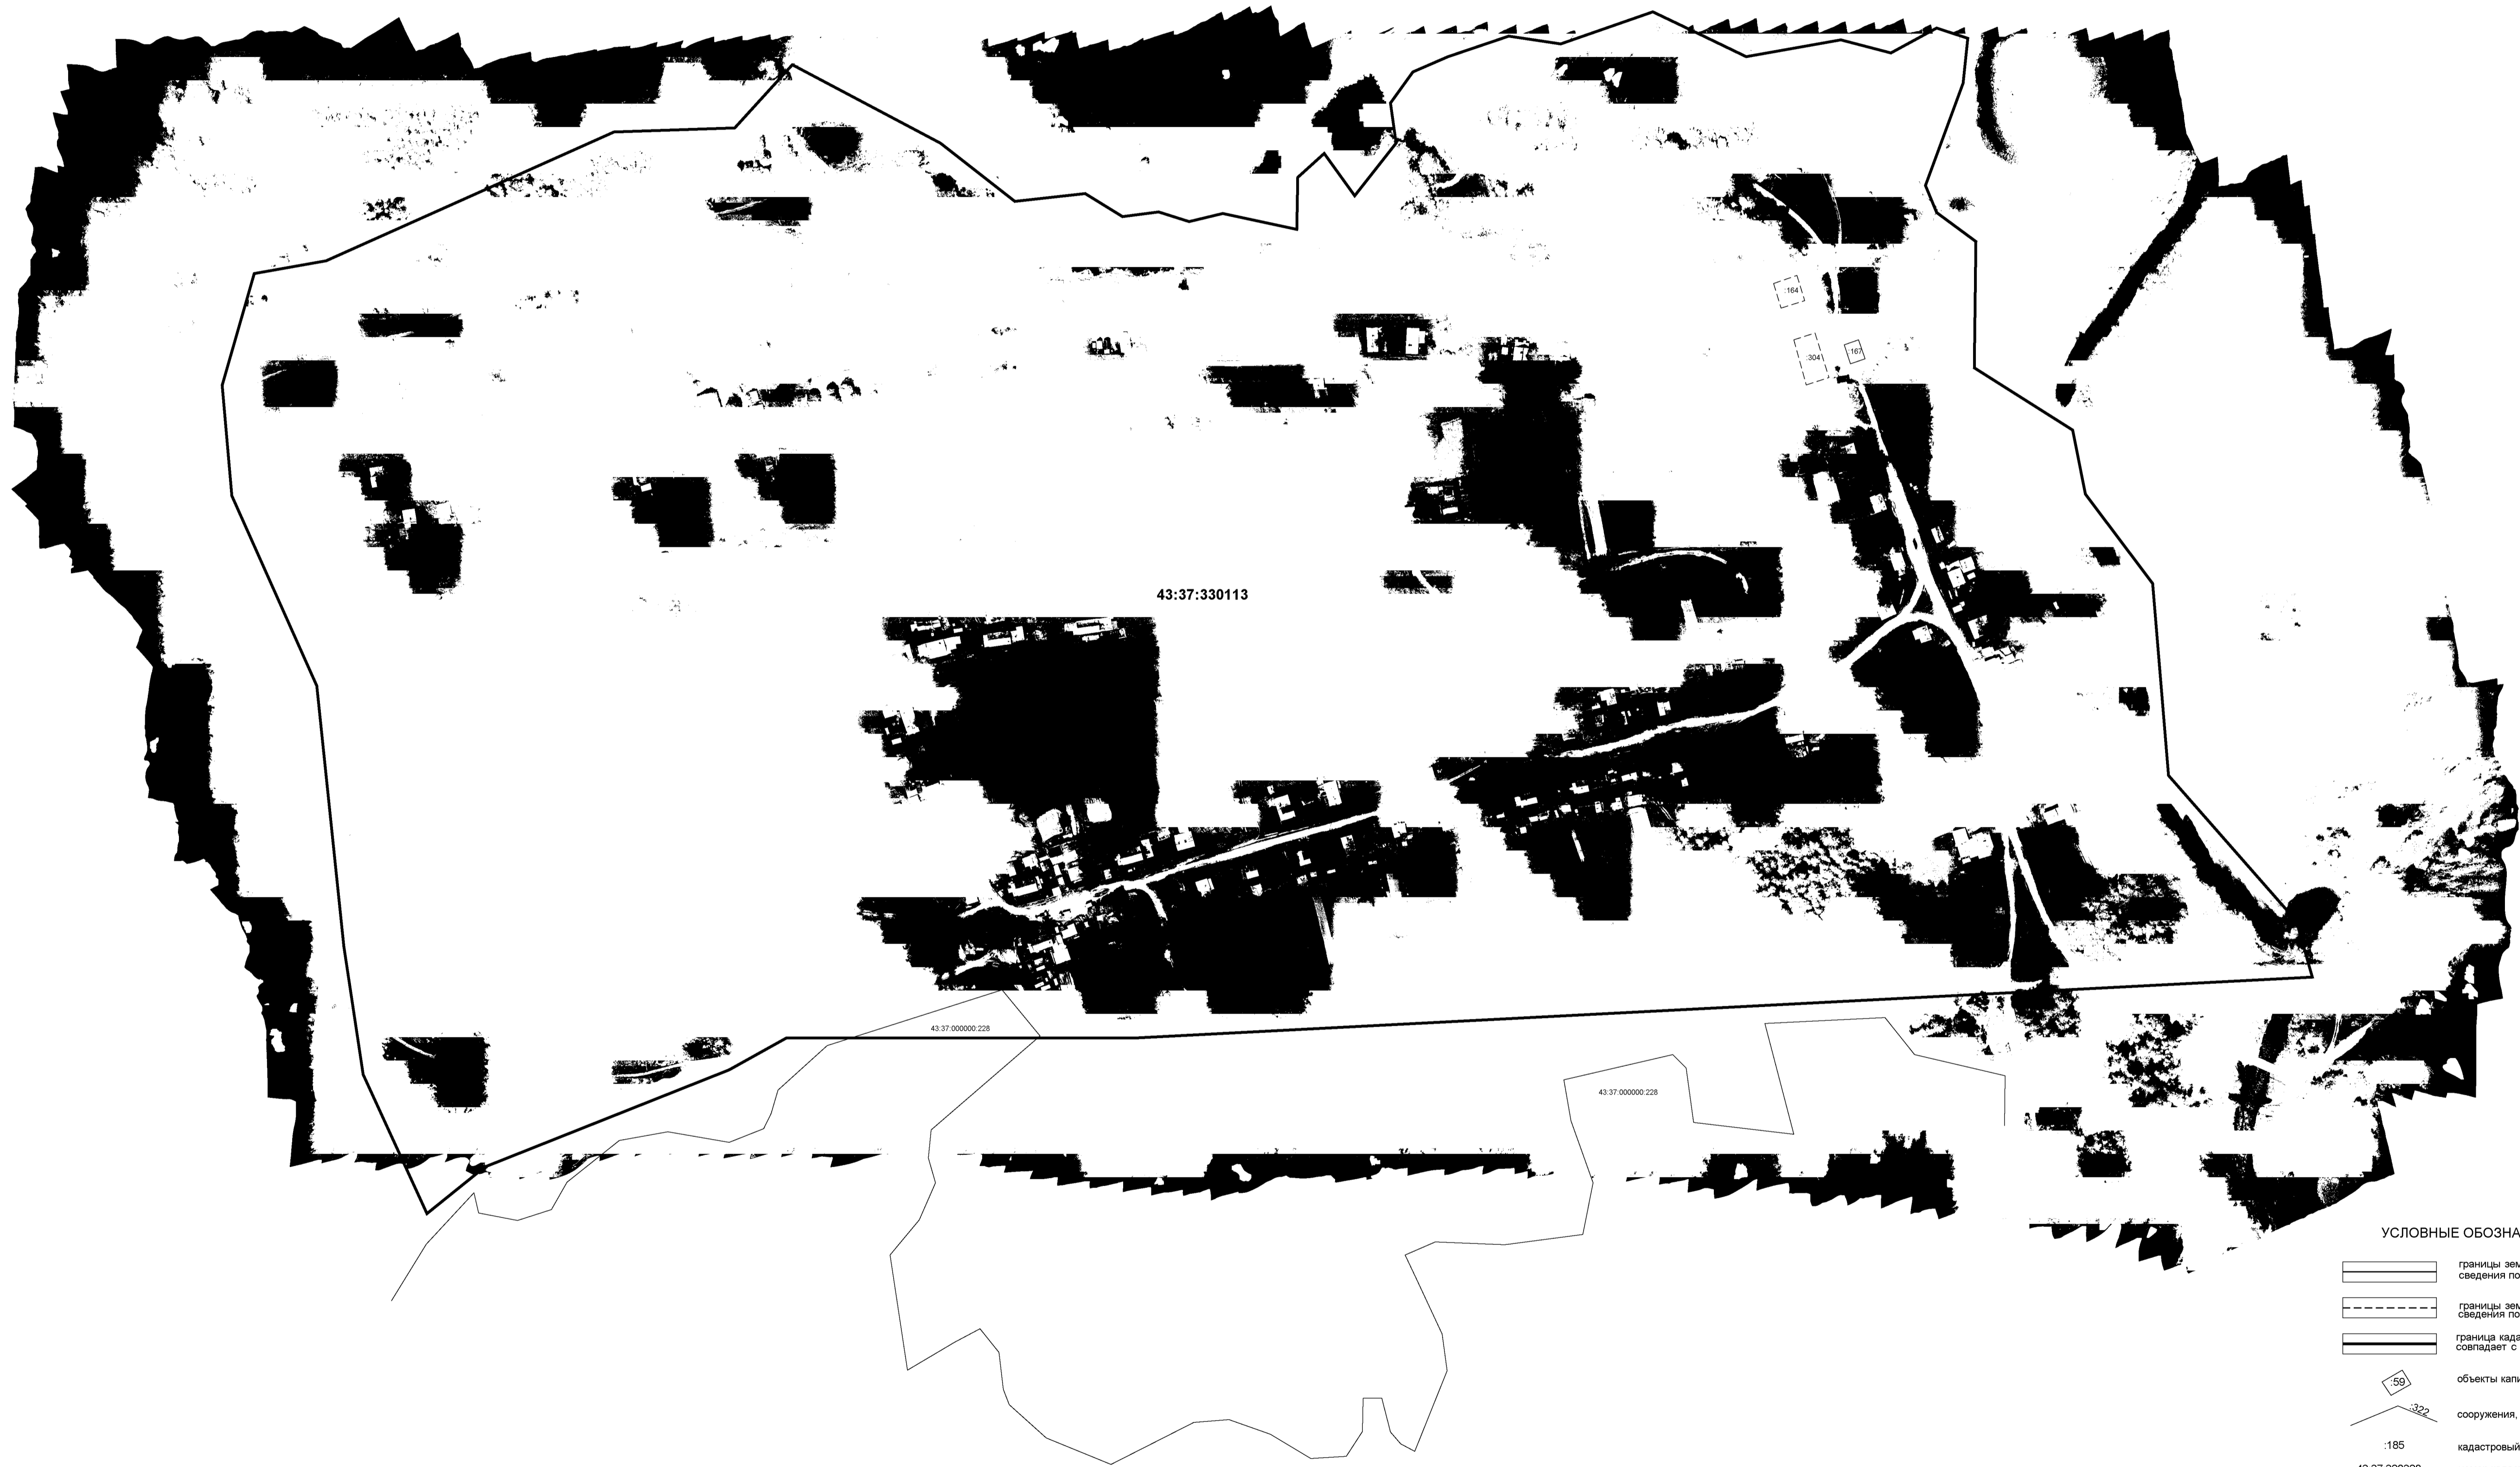 :164
:304
:167
43:37:330113
43:37:000000:228
43:37:000000:228
УСЛОВНЫЕ ОБОЗНА
границы зем
сведения по
границы зем
сведения по
граница када
совпадает с
:59
объекты капи
:322
сооружения,
:185
кадастровый